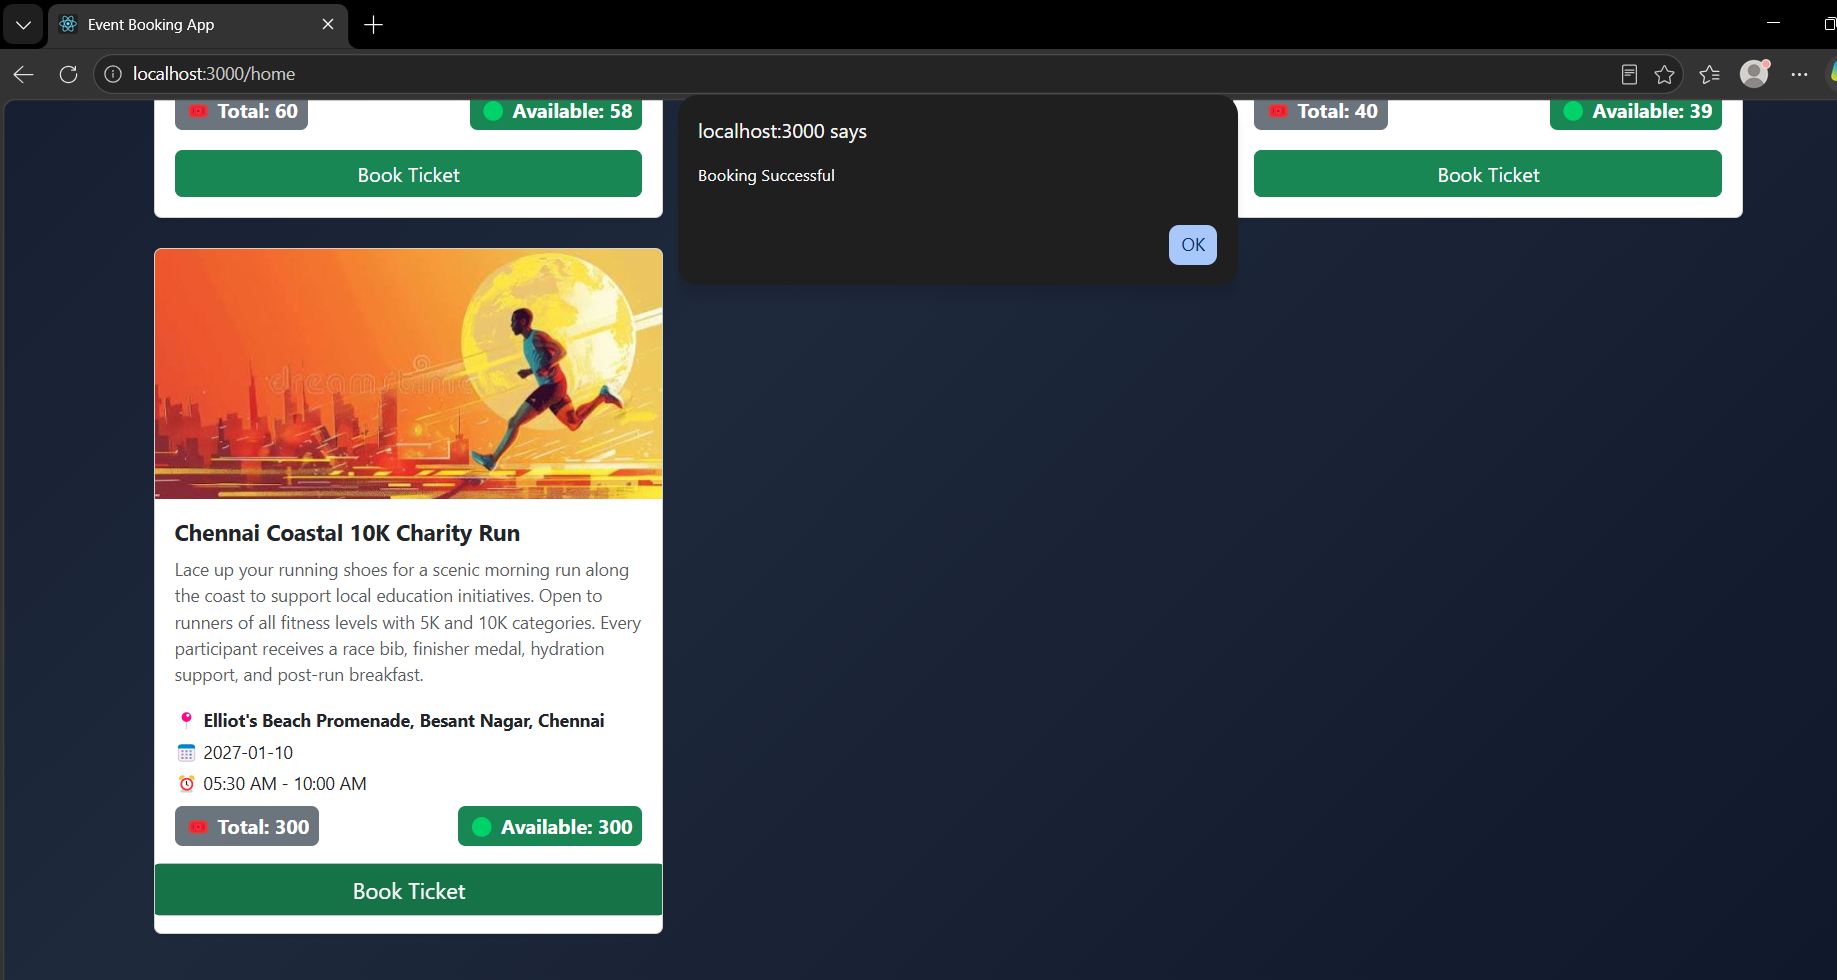 Event Booking App
localhost:3000/home
Total: 60
Available: 58
Book Ticket
localhost:3000 says
Booking Successful
OK
Total: 40
Available: 39
Book Ticket
dreamstime
Chennai Coastal 10K Charity Run
Lace up your running shoes for a scenic morning run along
the coast to support local education initiatives. Open to
runners of all fitness levels with 5K and 10K categories. Every
participant receives a race bib, finisher medal, hydration
support, and post-run breakfast.
Elliot's Beach Promenade, Besant Nagar, Chennai
2027-01-10
05:30 AM - 10:00 AM
Total: 300
Available: 300
Book Ticket